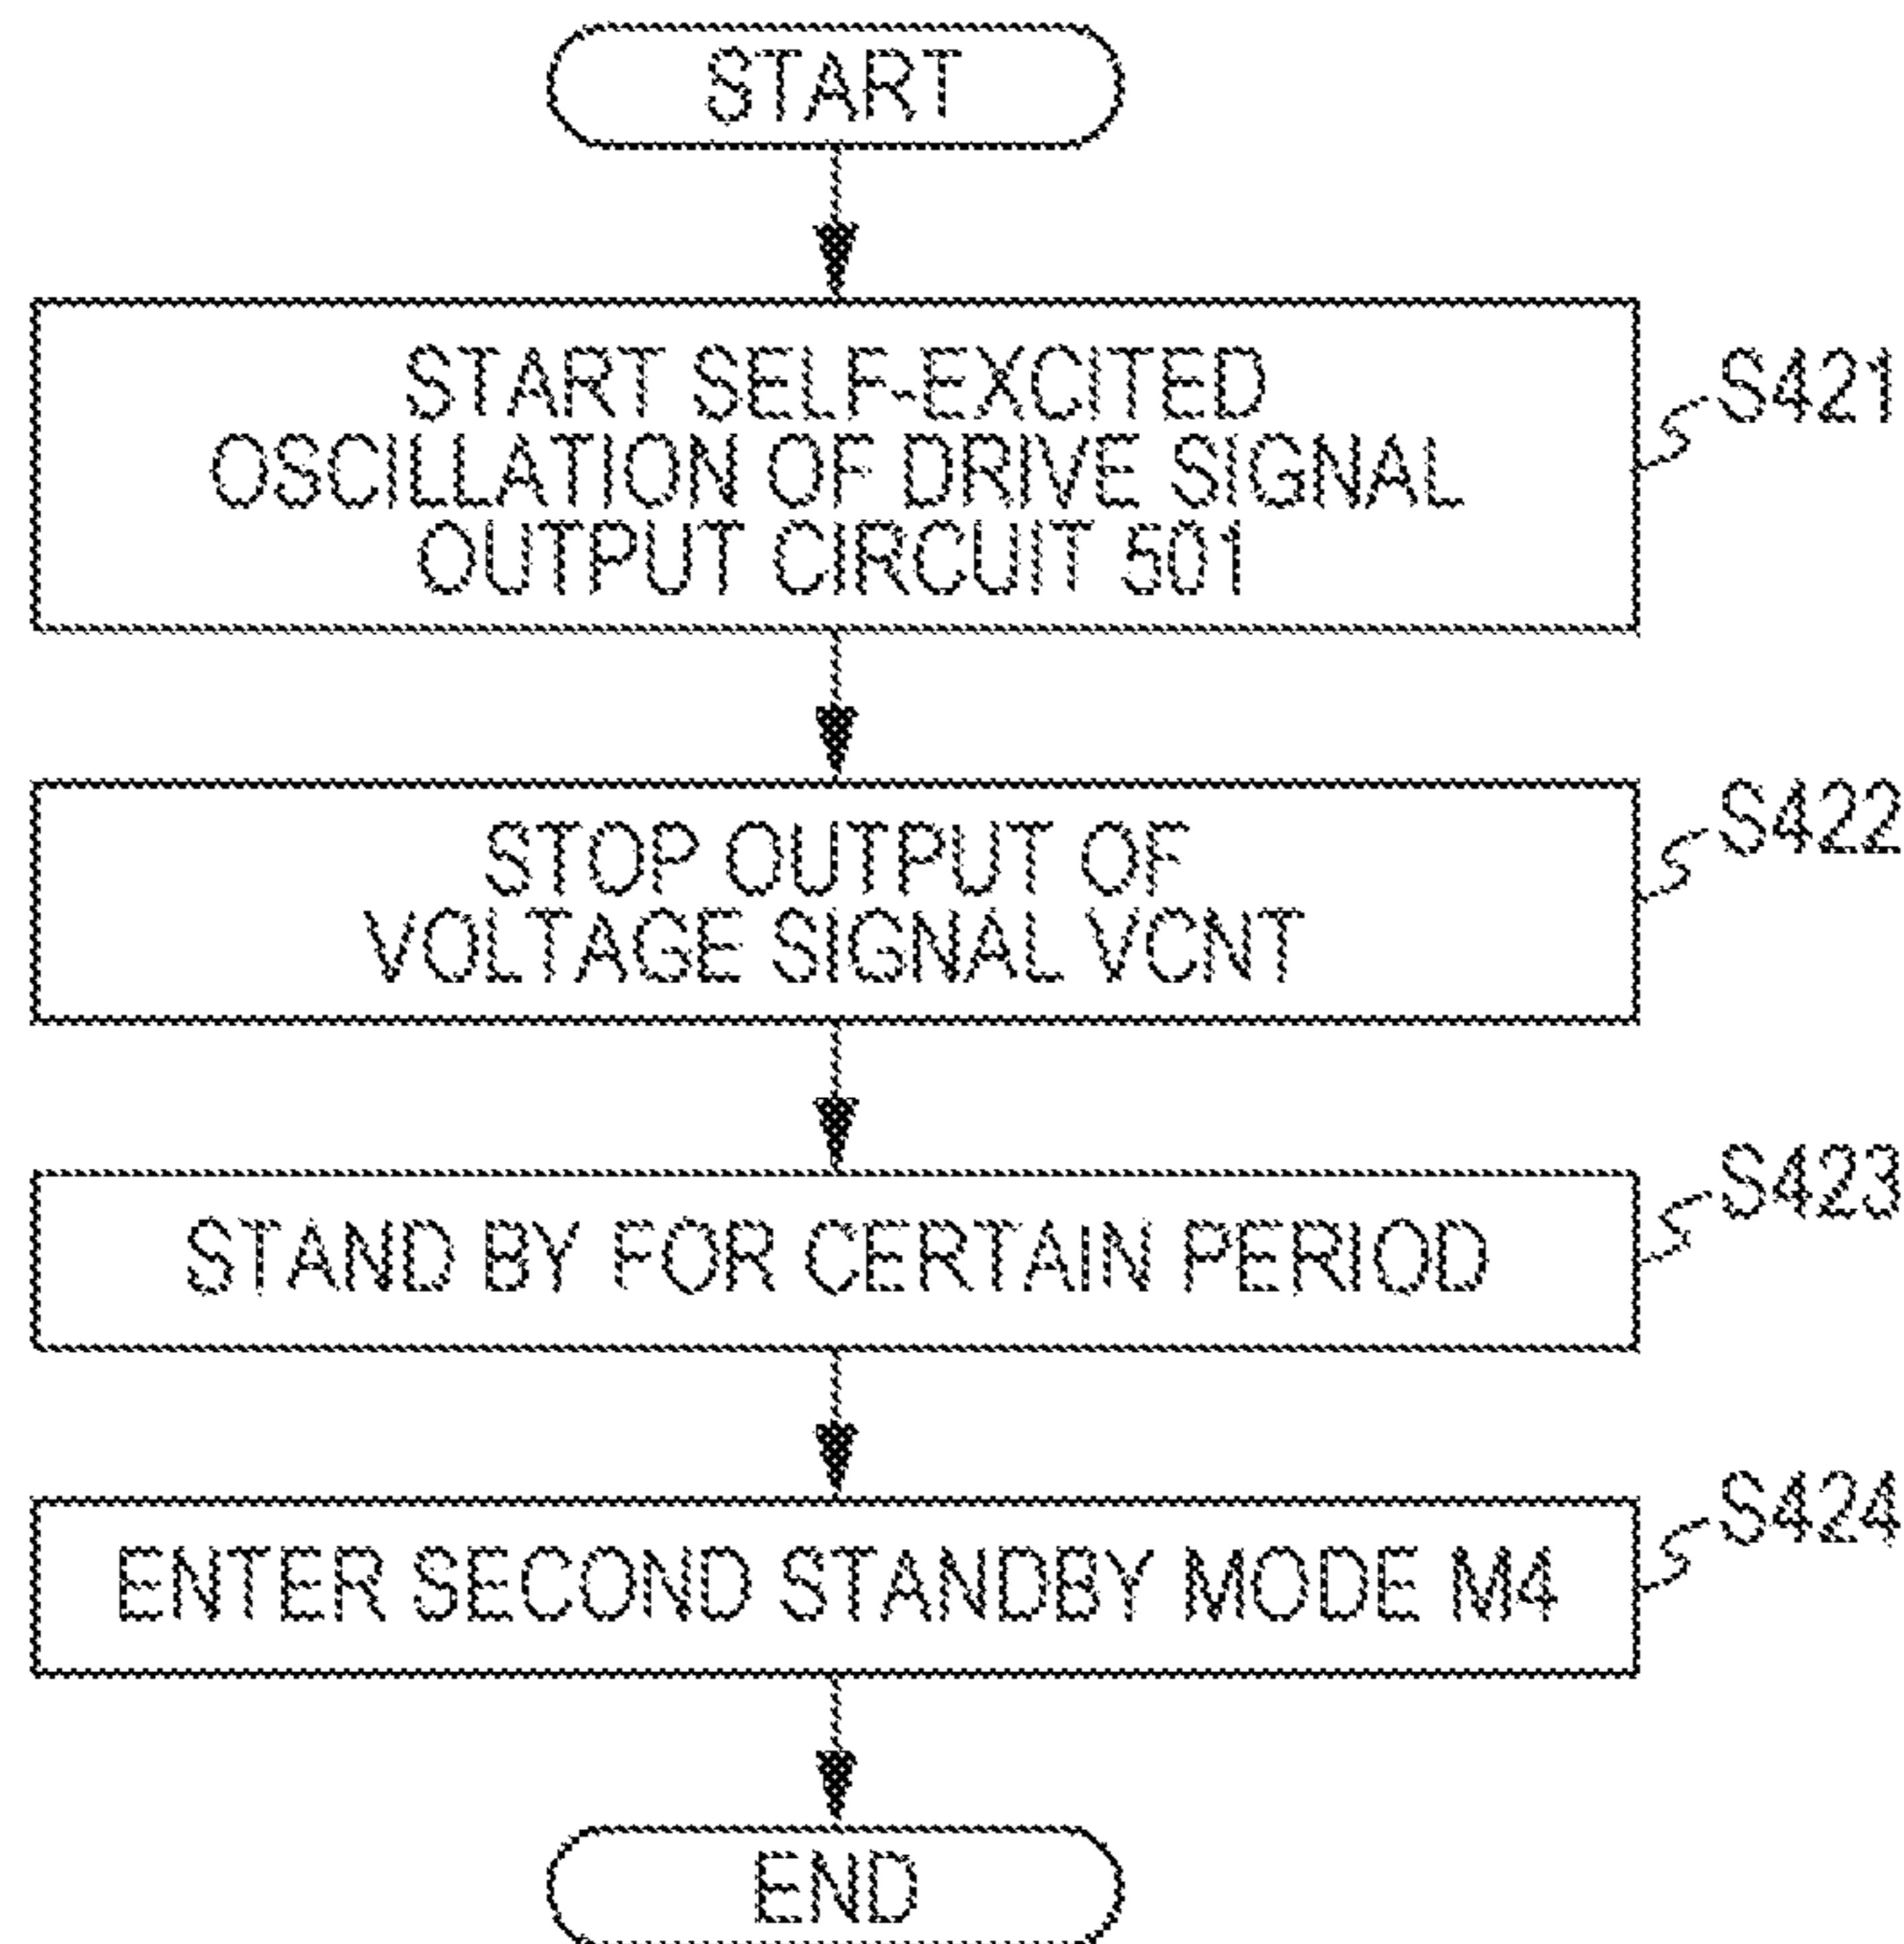 START
START SELF-EXCITED
OSCILLATION OF DRIVE SIGNAL
OUTPUT CIRCUIT 501
S421
STOP OUTPUT OF
VOLTAGE SIGNAL VCNT
S422
STAND BY FOR CERTAIN PERIOD
S423
ENTER SECOND STANDBY MODE M4
S424
END